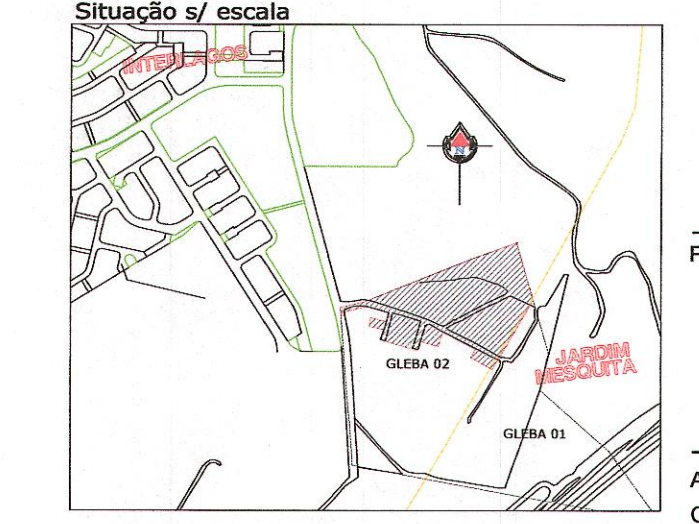 Situação s/ escala
INTERLAGOS
N
F
GLEBA 02
JARDIM
MESQUITA
GLEBA 01
A